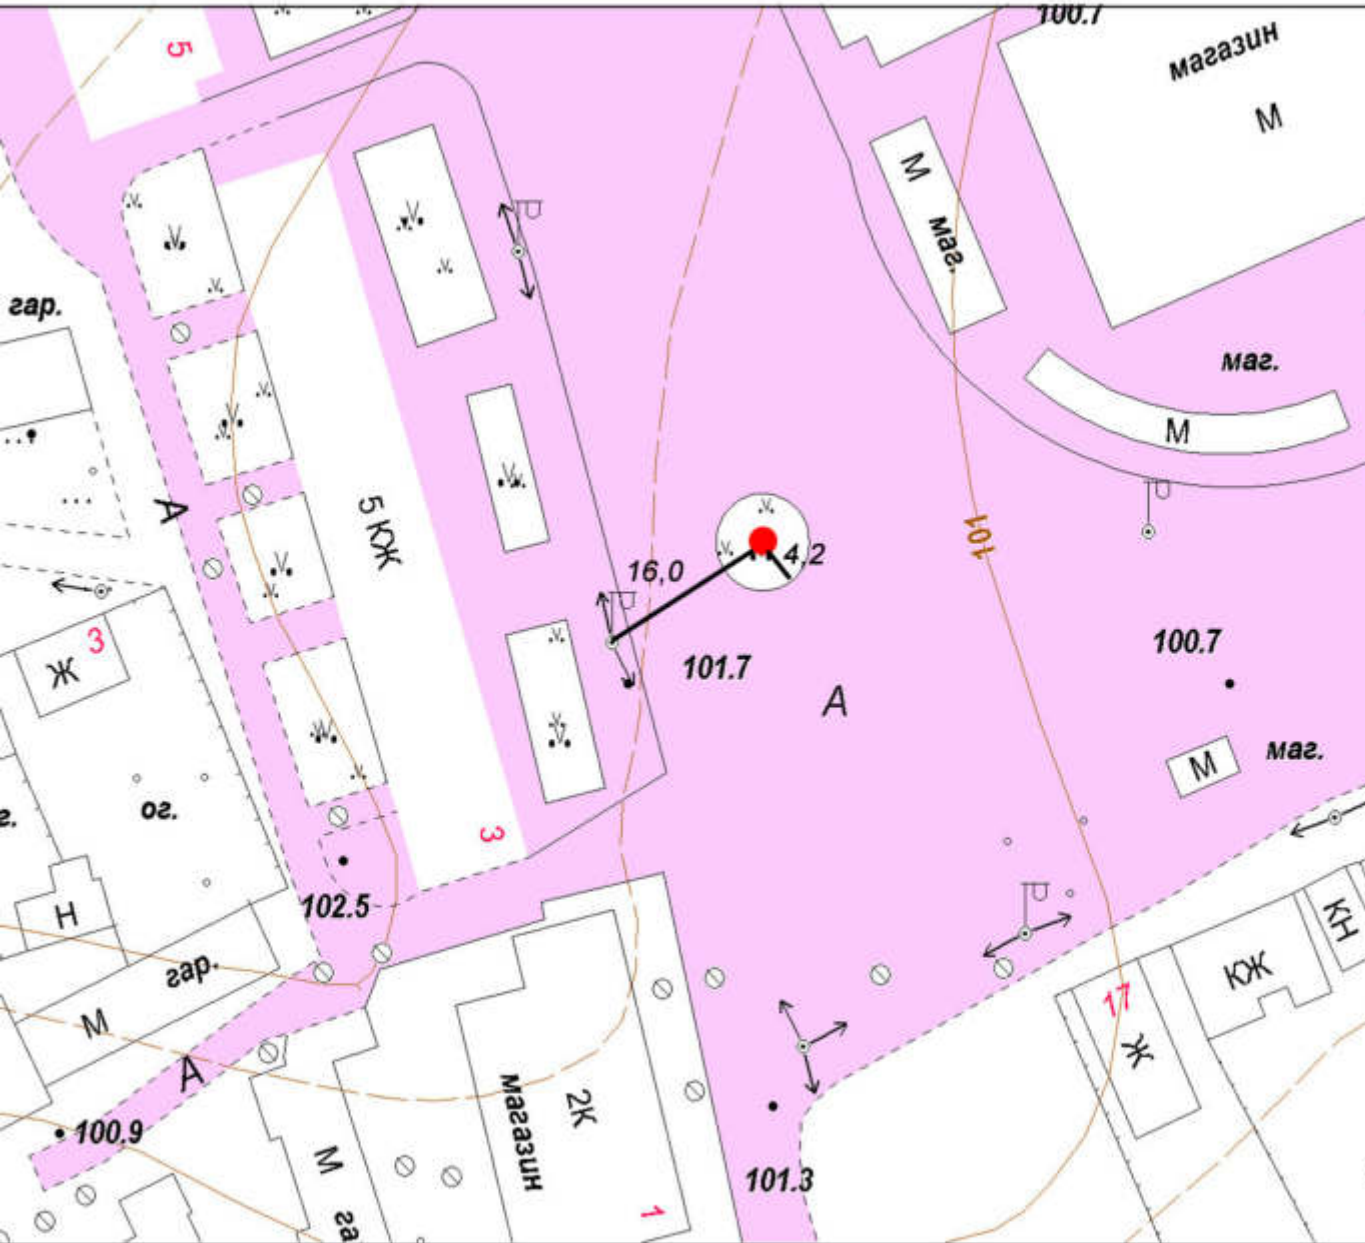 100.7
5
магазин
М
М
маг.
гар.
маг.
М
А
5 КЖ
101
4,2
16,0
3
Ж
101.7
100.7
А
М
маг.
ог.
г.
3
102.5
Н
гар.
КН
КЖ
17
М
Ж
А
2К
магазин
100.9
М
101.3
1
га